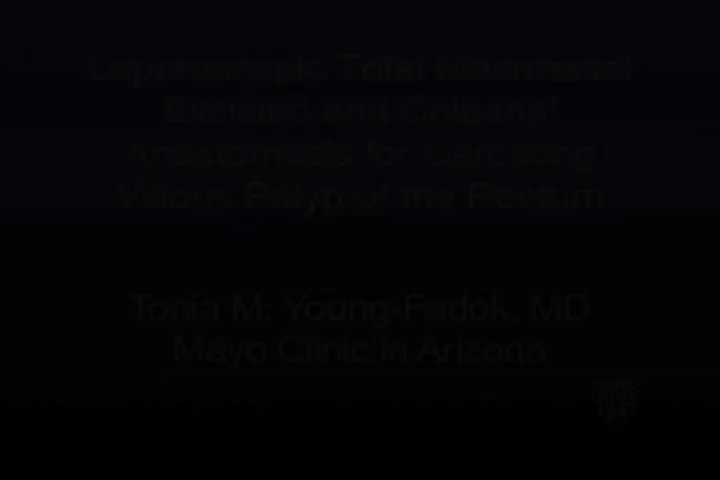 Laparoscopic Total Mesorectal
Excision and Coloanal
Anastomosis for Carpeting
Villous Polyp of the Rectum
Tonia M. Young-Fadok, MD
Mayo Clinic in Arizona